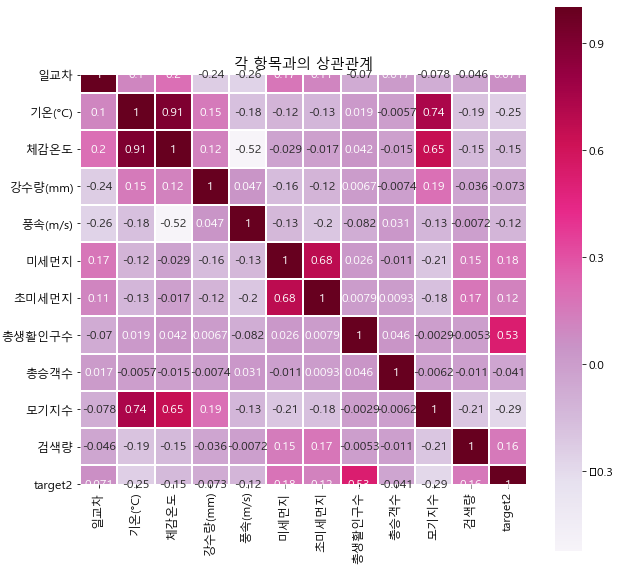 각 항목과의 상관관계
일교차 1 0.1 0.2 -0.24 -0.26 0.17 0.11 -0.07 0.017 -0.078 -0.046 0.071
기온(°C) 0.1 1 0.91 0.15 -0.18 -0.12 -0.13 0.019 -0.0057 0.74 -0.19 -0.25
체감온도 0.2 0.91 1 0.12 -0.52 -0.029 -0.017 0.042 -0.015 0.65 -0.15 -0.15
강수량(mm) -0.24 0.15 0.12 1 0.047 -0.16 -0.12 0.0067 -0.0074 0.19 -0.036 -0.073
풍속(m/s) -0.26 -0.18 -0.52 0.047 1 -0.13 -0.2 -0.082 0.031 -0.13 -0.0072 -0.12
미세먼지 0.17 -0.12 -0.029 -0.16 -0.13 1 0.68 0.026 -0.011 -0.21 0.15 0.18
초미세먼지 0.11 -0.13 -0.017 -0.12 -0.2 0.68 1 0.0079 0.0093 -0.18 0.17 0.12
총생활인구수 -0.07 0.019 0.042 0.0067 -0.082 0.026 0.0079 1 0.046 -0.0029 -0.0053 0.53
총승객수 0.017 -0.0057 -0.015 -0.0074 0.031 -0.011 0.0093 0.046 1 -0.0062 -0.011 -0.041
모기지수 -0.078 0.74 0.65 0.19 -0.13 -0.21 -0.18 -0.0029 -0.0062 1 -0.21 -0.29
검색량 -0.046 -0.19 -0.15 -0.036 -0.0072 0.15 0.17 -0.0053 -0.011 -0.21 1 0.16
target2 0.071 -0.25 -0.15 -0.073 -0.12 0.18 0.12 0.53 -0.041 -0.29 0.16 1
일교차 기온(°C) 체감온도 강수량(mm) 풍속(m/s) 미세먼지 초미세먼지 총생활인구수 총승객수 모기지수 검색량 target2
0.9
0.6
0.3
0.0
0.3